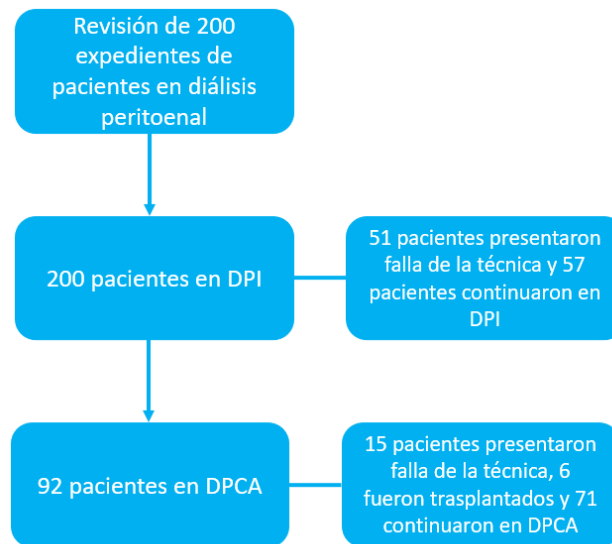 Revisión de 200
expedientes de
pacientes en diálisis
peritoenal
200 pacientes en DPI
51 pacientes presentaron
falla de la técnica y 57
pacientes continuaron en
DPI
92 pacientes en DPCA
15 pacientes presentaron
falla de la técnica, 6
fueron trasplantados y 71
continuaron en DPCA